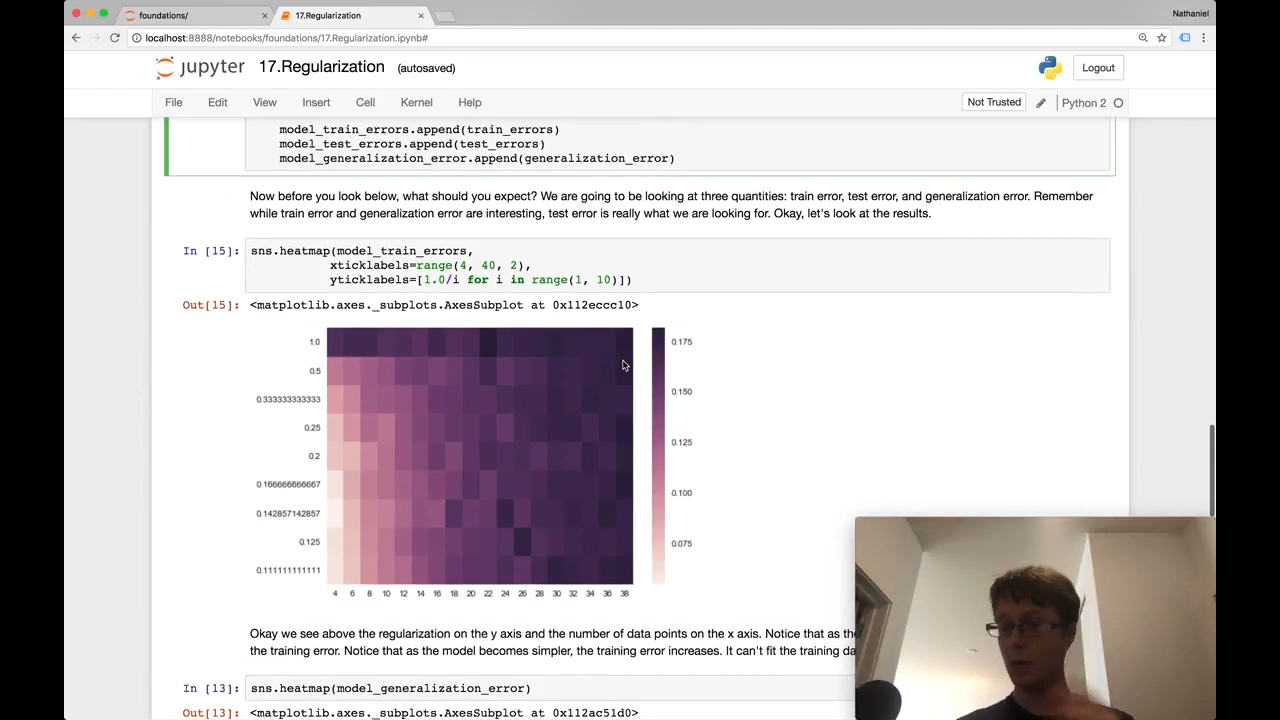 foundations/
17.Regularization
Nathaniel
localhost:8888/notebooks/foundations/17.Regularization.ipynb#
jupyter 17.Regularization (autosaved)
Logout
File Edit View Insert Cell Kernel Help
Not Trusted
Python 2
model_train_errors.append(train_errors)
model_test_errors.append(test_errors)
model_generalization_error.append(generalization_error)
Now before you look below, what should you expect? We are going to be looking at three quantities: train error, test error, and generalization error. Remember
while train error and generalization error are interesting, test error is really what we are looking for. Okay, let's look at the results.
In [15]: sns.heatmap(model_train_errors,
xticklabels=range(4, 40, 2),
yticklabels=[1.0/i for i in range(1, 10)])
Out[15]: <matplotlib.axes._subplots.AxesSubplot at 0x112eccc10>
1.0
0.5
0.333333333333
0.25
0.2
0.166666666667
0.142857142857
0.125
0.111111111111
4 6 8 10 12 14 16 18 20 22 24 26 28 30 32 34 36 38
0.175
0.150
0.125
0.100
0.075
Okay we see above the regularization on the y axis and the number of data points on the x axis. Notice that as the
the training error. Notice that as the model becomes simpler, the training error increases. It can't fit the training da
In [13]: sns.heatmap(model_generalization_error)
Out[13]: <matplotlib.axes._subplots.AxesSubplot at 0x112ac51d0>